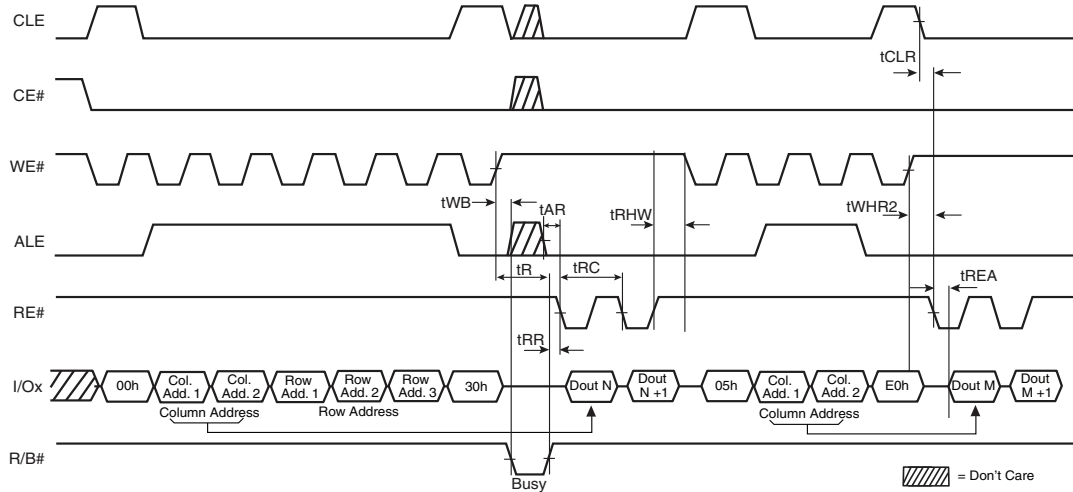 CLE
tCLR
CE#
WE#
tWB
tAR
tRHW
tWHR2
ALE
tR
tRC
tREA
RE#
tRR
I/Ox
00h
Col. Add. 1
Col. Add. 2
Row Add. 1
Row Add. 2
Row Add. 3
30h
Dout N
Dout N +1
05h
Col. Add. 1
Col. Add. 2
E0h
Dout M
Dout M +1
Column Address
Row Address
Column Address
R/B#
Busy
= Don't Care